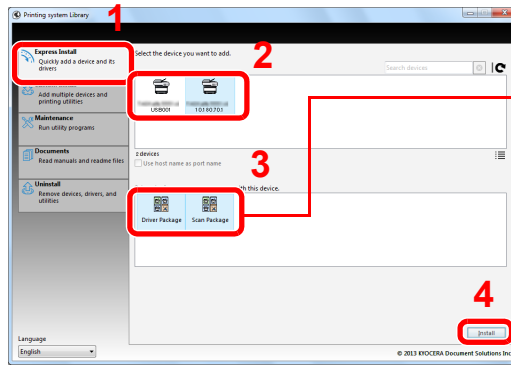 Printing system Library
1
Express Install
Quickly add a device and its
drivers
Add multiple devices and
printing utilities
Maintenance
Run utility programs
Documents
Read manuals and readme files
Uninstall
Remove devices, drivers, and
utilities
Language
English
Select the device you want to add.
2
Search devices
USB001
10.180.70.1
2 devices
Use host name as port name
3
th this device.
Driver Package
Scan Package
4
Install
© 2013 KYOCERA Document Solutions Inc